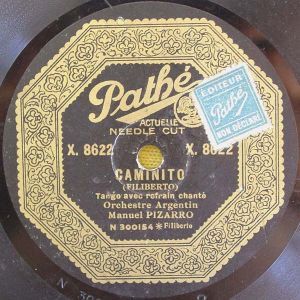 Pathé
ACTUELLE
NEEDLE CUT
ÉDITEUR
Pathé
NON DÉCLARÉ
X. 8622 X. 8622
CAMINITO
(FILIBERTO)
Tango avec refrain chanté
Orchestre Argentin
Manuel PIZARRO
N 300154 * Filiberto